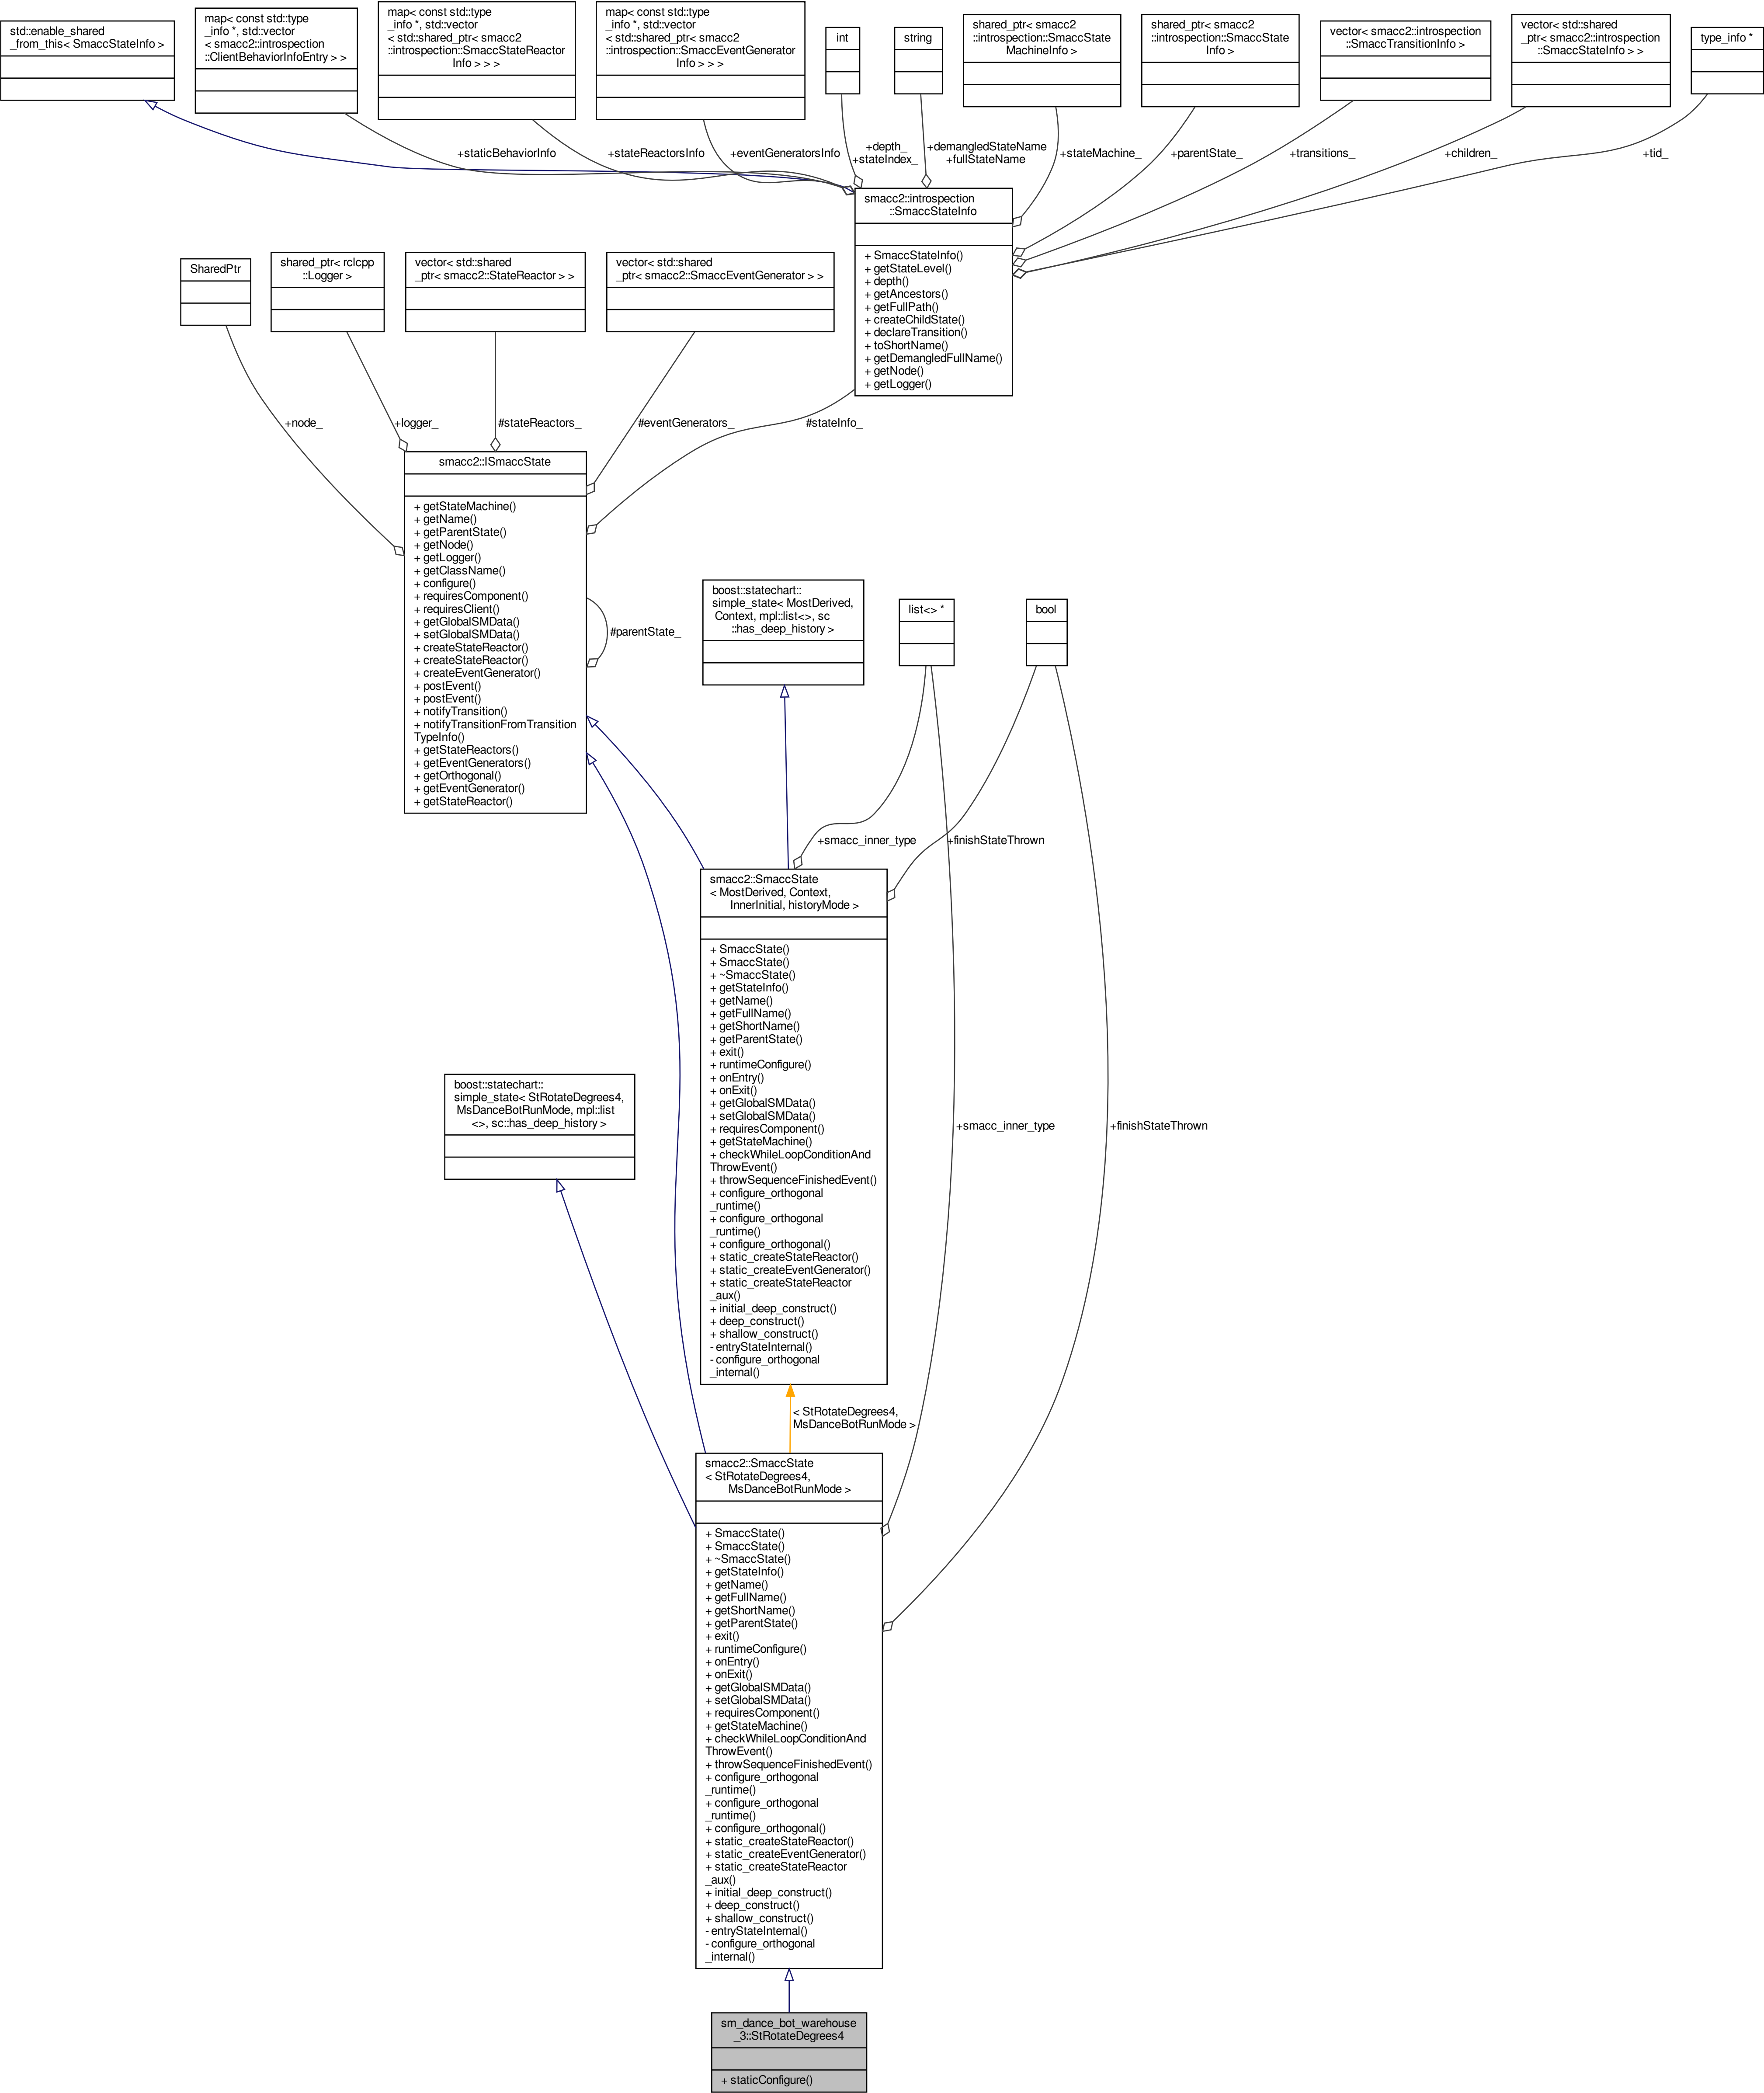 std::enable_shared
_from_this< SmaccStateInfo >
map< const std::type
_info *, std::vector
< smacc2::introspection
::ClientBehaviorInfoEntry > >
map< const std::type
_info *, std::vector
< std::shared_ptr< smacc2
::introspection::SmaccStateReactor
Info > > >
map< const std::type
_info *, std::vector
< std::shared_ptr< smacc2
::introspection::SmaccEventGenerator
Info > > >
int
string
shared_ptr< smacc2
::introspection::SmaccState
MachineInfo >
shared_ptr< smacc2
::introspection::SmaccState
Info >
vector< smacc2::introspection
::SmaccTransitionInfo >
vector< std::shared
_ptr< smacc2::introspection
::SmaccStateInfo > >
type_info *
+staticBehaviorInfo
+stateReactorsInfo
+eventGeneratorsInfo
+depth_
+stateIndex_
+demangledStateName
+fullStateName
+stateMachine_
+parentState_
+transitions_
+children_
+tid_
smacc2::introspection
::SmaccStateInfo
+ SmaccStateInfo()
+ getStateLevel()
+ depth()
+ getAncestors()
+ getFullPath()
+ createChildState()
+ declareTransition()
+ toShortName()
+ getDemangledFullName()
+ getNode()
+ getLogger()
SharedPtr
shared_ptr< rclcpp
::Logger >
vector< std::shared
_ptr< smacc2::StateReactor > >
vector< std::shared
_ptr< smacc2::SmaccEventGenerator > >
+node_
+logger_
#stateReactors_
#eventGenerators_
#stateInfo_
smacc2::ISmaccState
+ getStateMachine()
+ getName()
+ getParentState()
+ getNode()
+ getLogger()
+ getClassName()
+ configure()
+ requiresComponent()
+ requiresClient()
+ getGlobalSMData()
+ setGlobalSMData()
+ createStateReactor()
+ createStateReactor()
+ createEventGenerator()
+ postEvent()
+ postEvent()
+ notifyTransition()
+ notifyTransitionFromTransition
TypeInfo()
+ getStateReactors()
+ getEventGenerators()
+ getOrthogonal()
+ getEventGenerator()
+ getStateReactor()
#parentState_
boost::statechart::
simple_state< MostDerived,
Context, mpl::list<>, sc
::has_deep_history >
list<> *
bool
+smacc_inner_type
+finishStateThrown
smacc2::SmaccState
< MostDerived, Context,
InnerInitial, historyMode >
+ SmaccState()
+ SmaccState()
+ ~SmaccState()
+ getStateInfo()
+ getName()
+ getFullName()
+ getShortName()
+ getParentState()
+ exit()
+ runtimeConfigure()
+ onEntry()
+ onExit()
+ getGlobalSMData()
+ setGlobalSMData()
+ requiresComponent()
+ getStateMachine()
+ checkWhileLoopConditionAnd
ThrowEvent()
+ throwSequenceFinishedEvent()
+ configure_orthogonal
_runtime()
+ configure_orthogonal
_runtime()
+ configure_orthogonal()
+ static_createStateReactor()
+ static_createEventGenerator()
+ static_createStateReactor
_aux()
+ initial_deep_construct()
+ deep_construct()
+ shallow_construct()
- entryStateInternal()
- configure_orthogonal
_internal()
boost::statechart::
simple_state< StRotateDegrees4,
MsDanceBotRunMode, mpl::list
<>, sc::has_deep_history >
+smacc_inner_type
+finishStateThrown
< StRotateDegrees4,
MsDanceBotRunMode >
smacc2::SmaccState
< StRotateDegrees4,
MsDanceBotRunMode >
+ SmaccState()
+ SmaccState()
+ ~SmaccState()
+ getStateInfo()
+ getName()
+ getFullName()
+ getShortName()
+ getParentState()
+ exit()
+ runtimeConfigure()
+ onEntry()
+ onExit()
+ getGlobalSMData()
+ setGlobalSMData()
+ requiresComponent()
+ getStateMachine()
+ checkWhileLoopConditionAnd
ThrowEvent()
+ throwSequenceFinishedEvent()
+ configure_orthogonal
_runtime()
+ configure_orthogonal
_runtime()
+ configure_orthogonal()
+ static_createStateReactor()
+ static_createEventGenerator()
+ static_createStateReactor
_aux()
+ initial_deep_construct()
+ deep_construct()
+ shallow_construct()
- entryStateInternal()
- configure_orthogonal
_internal()
sm_dance_bot_warehouse
_3::StRotateDegrees4
+ staticConfigure()